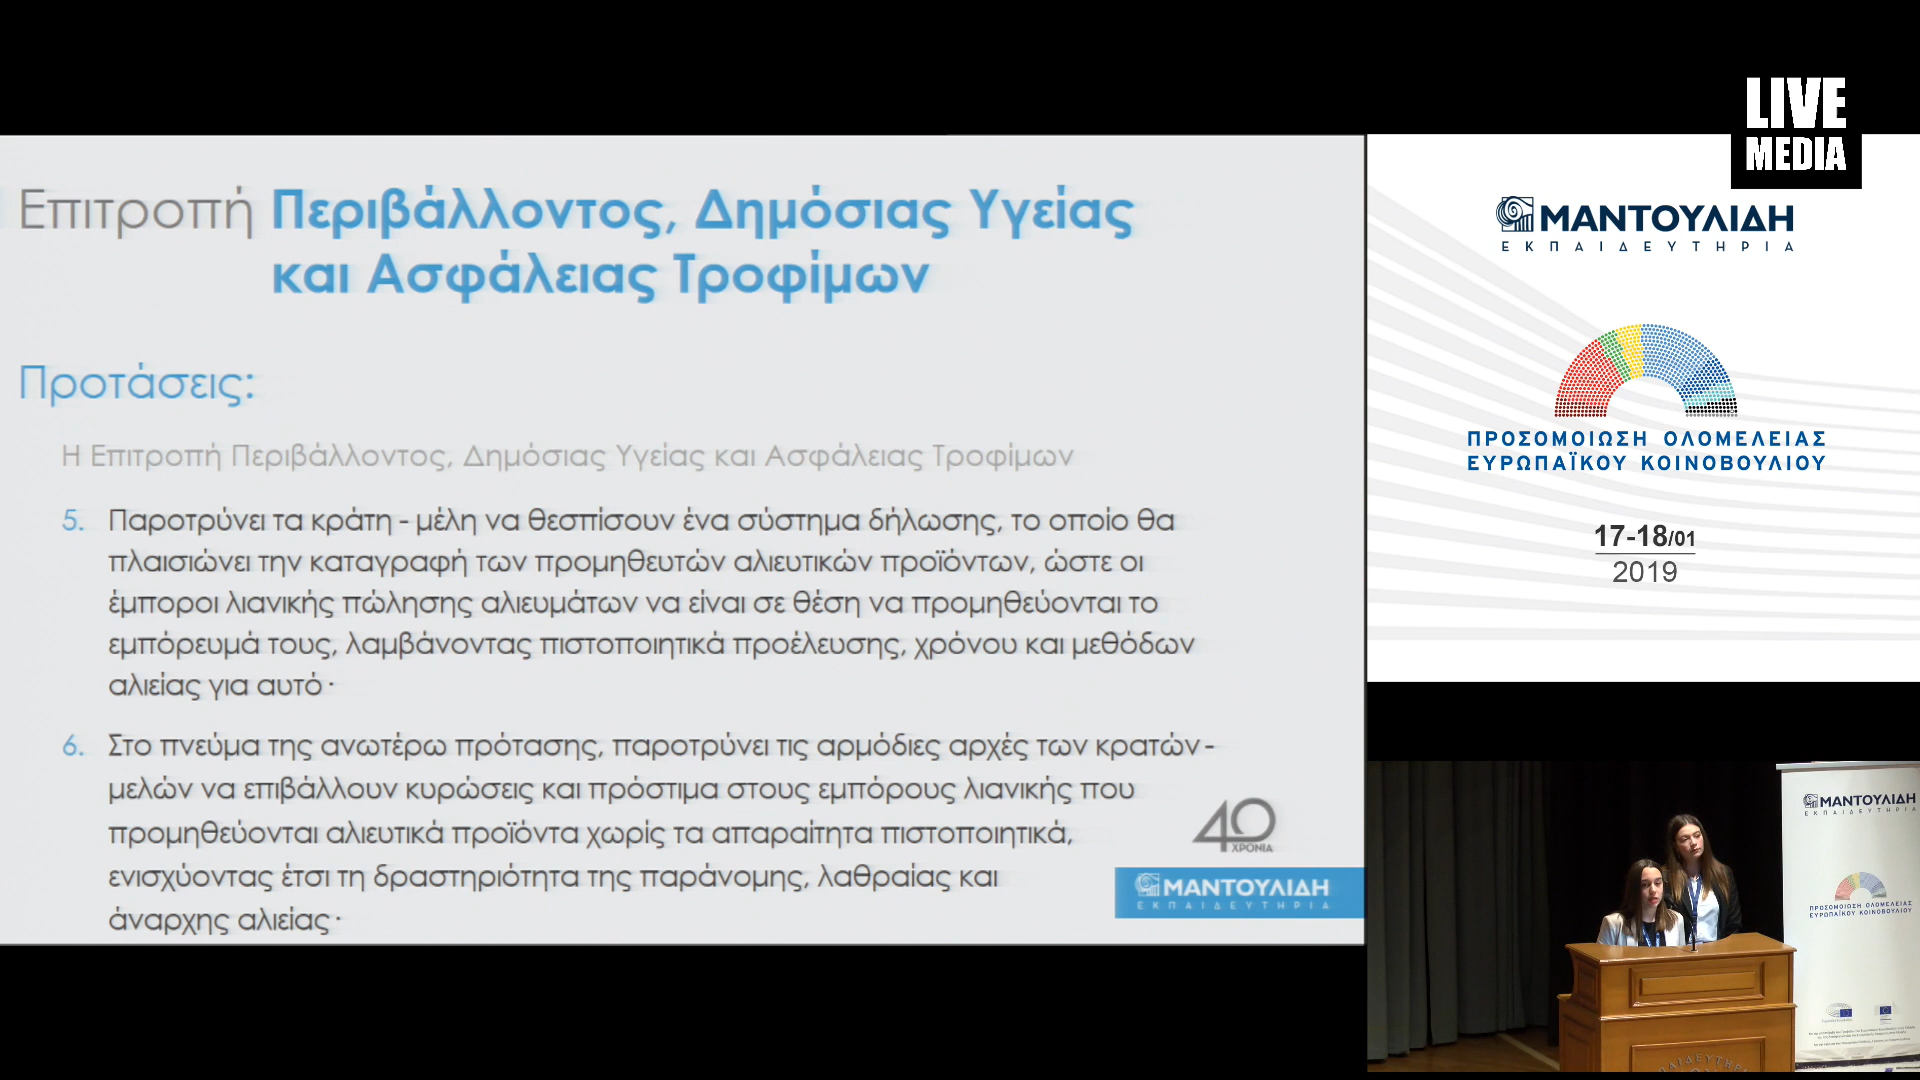 LIVE
MEDIA
Επιτροπή Περιβάλλοντος, Δημόσιας Υγείας
και Ασφάλειας Τροφίμων
Προτάσεις:
Η Επιτροπή Περιβάλλοντος, Δημόσιας Υγείας και Ασφάλειας Τροφίμων
5. Παροτρύνει τα κράτη - μέλη να θεσπίσουν ένα σύστημα δήλωσης, το οποίο θα
πλαισιώνει την καταγραφή των προμηθευτών αλιευτικών προϊόντων, ώστε οι
έμποροι λιανικής πώλησης αλιευμάτων να είναι σε θέση να προμηθεύονται το
εμπόρευμά τους, λαμβάνοντας πιστοποιητικά προέλευσης, χρόνου και μεθόδων
αλιείας για αυτό·
6. Στο πνεύμα της ανωτέρω πρότασης, παροτρύνει τις αρμόδιες αρχές των κρατών-
μελών να επιβάλλουν κυρώσεις και πρόστιμα στους εμπόρους λιανικής που
προμηθεύονται αλιευτικά προϊόντα χωρίς τα απαραίτητα πιστοποιητικά,
ενισχύοντας έτσι τη δραστηριότητα της παράνομης, λαθραίας και
άναρχης αλιείας·
40
ΧΡΟΝΙΑ
ΜΑΝΤΟΥΛΙΔΗ
ΕΚΠΑΙΔΕΥΤΗΡΙΑ
ΜΑΝΤΟΥΛΙΔΗ
ΕΚΠΑΙΔΕΥΤΗΡΙΑ
ΠΡΟΣΟΜΟΙΩΣΗ ΟΛΟΜΕΛΕΙΑΣ
ΕΥΡΩΠΑΪΚΟΥ ΚΟΙΝΟΒΟΥΛΙΟΥ
17-18/01
2019
ΜΑΝΤΟΥΛΙΔΗ
ΕΚΠΑΙΔΕΥΤΗΡΙΑ
ΠΡΟΣΟΜΟΙΩΣΗ ΟΛΟΜΕΛΕΙΑΣ
ΕΥΡΩΠΑΪΚΟΥ ΚΟΙΝΟΒΟΥΛΙΟΥ